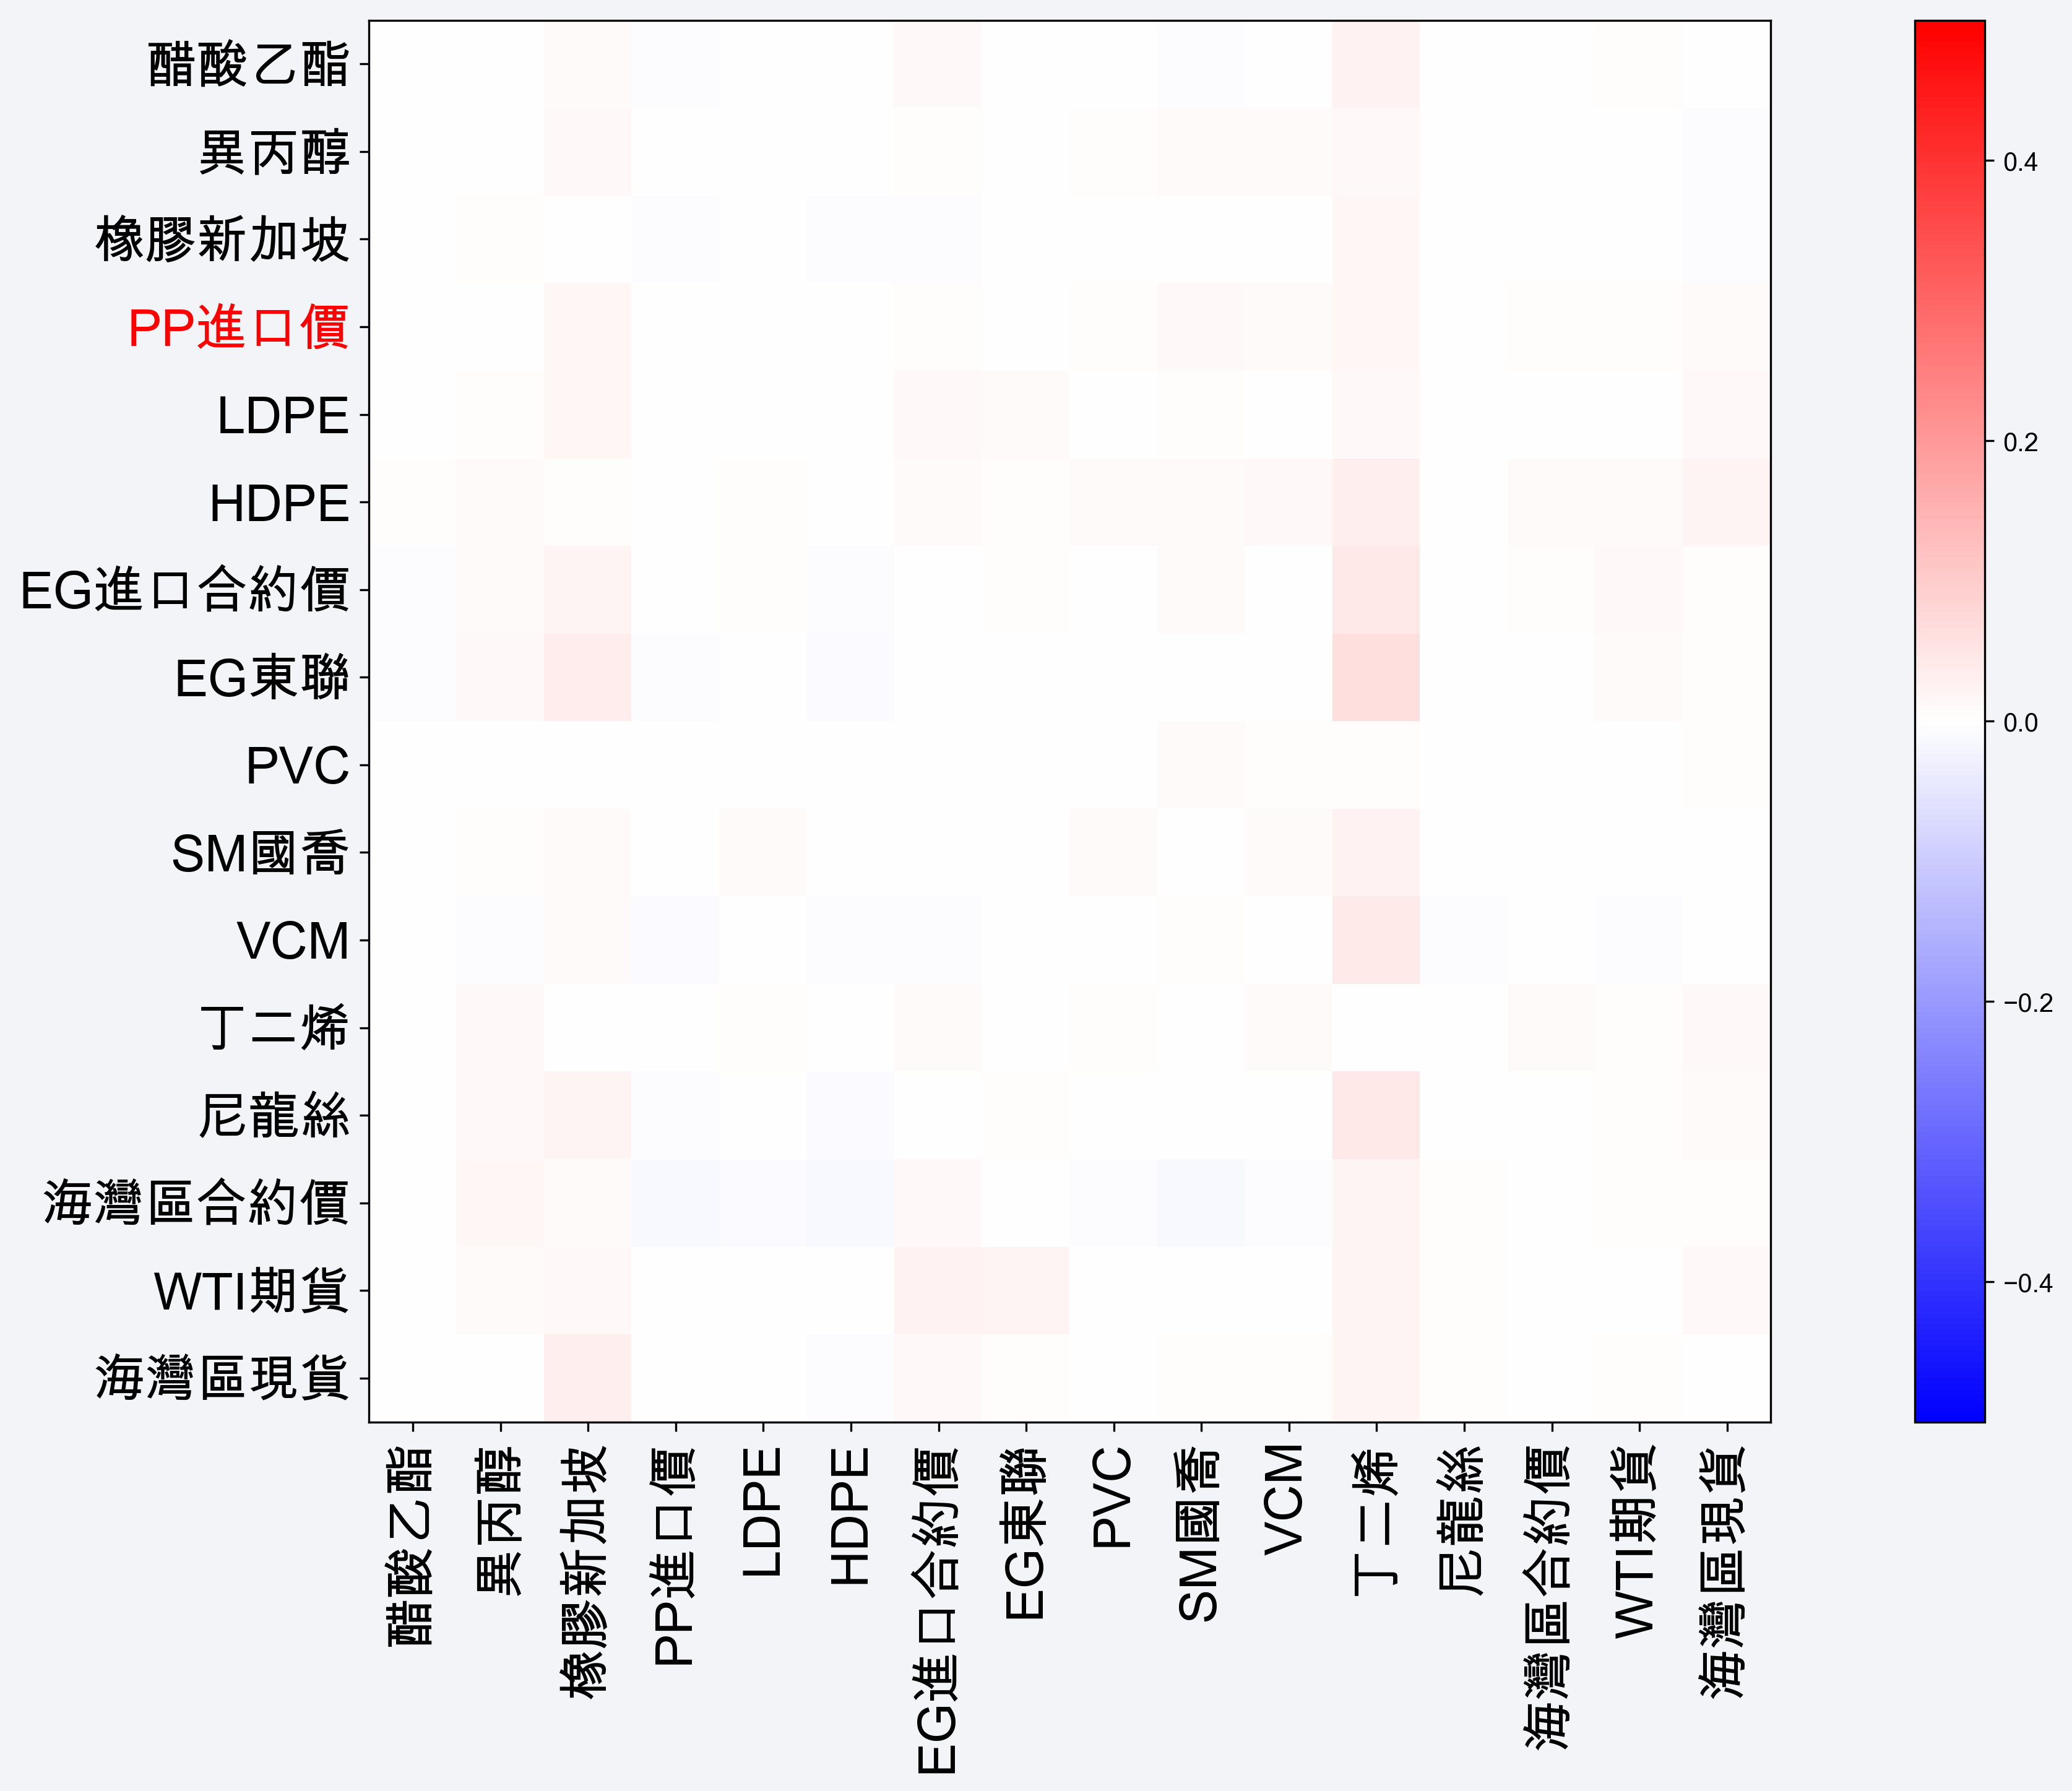 醋酸乙酯
異丙醇
橡膠新加坡
PP進口價
LDPE
HDPE
EG進口合約價
EG東聯
PVC
SM國喬
VCM
丁二烯
尼龍絲
海灣區合約價
WTI期貨
海灣區現貨
醋酸乙酯
異丙醇
橡膠新加坡
PP進口價
LDPE
HDPE
EG進口合約價
EG東聯
PVC
SM國喬
VCM
丁二烯
尼龍絲
海灣區合約價
WTI期貨
海灣區現貨
0.4
0.2
0.0
−0.2
−0.4